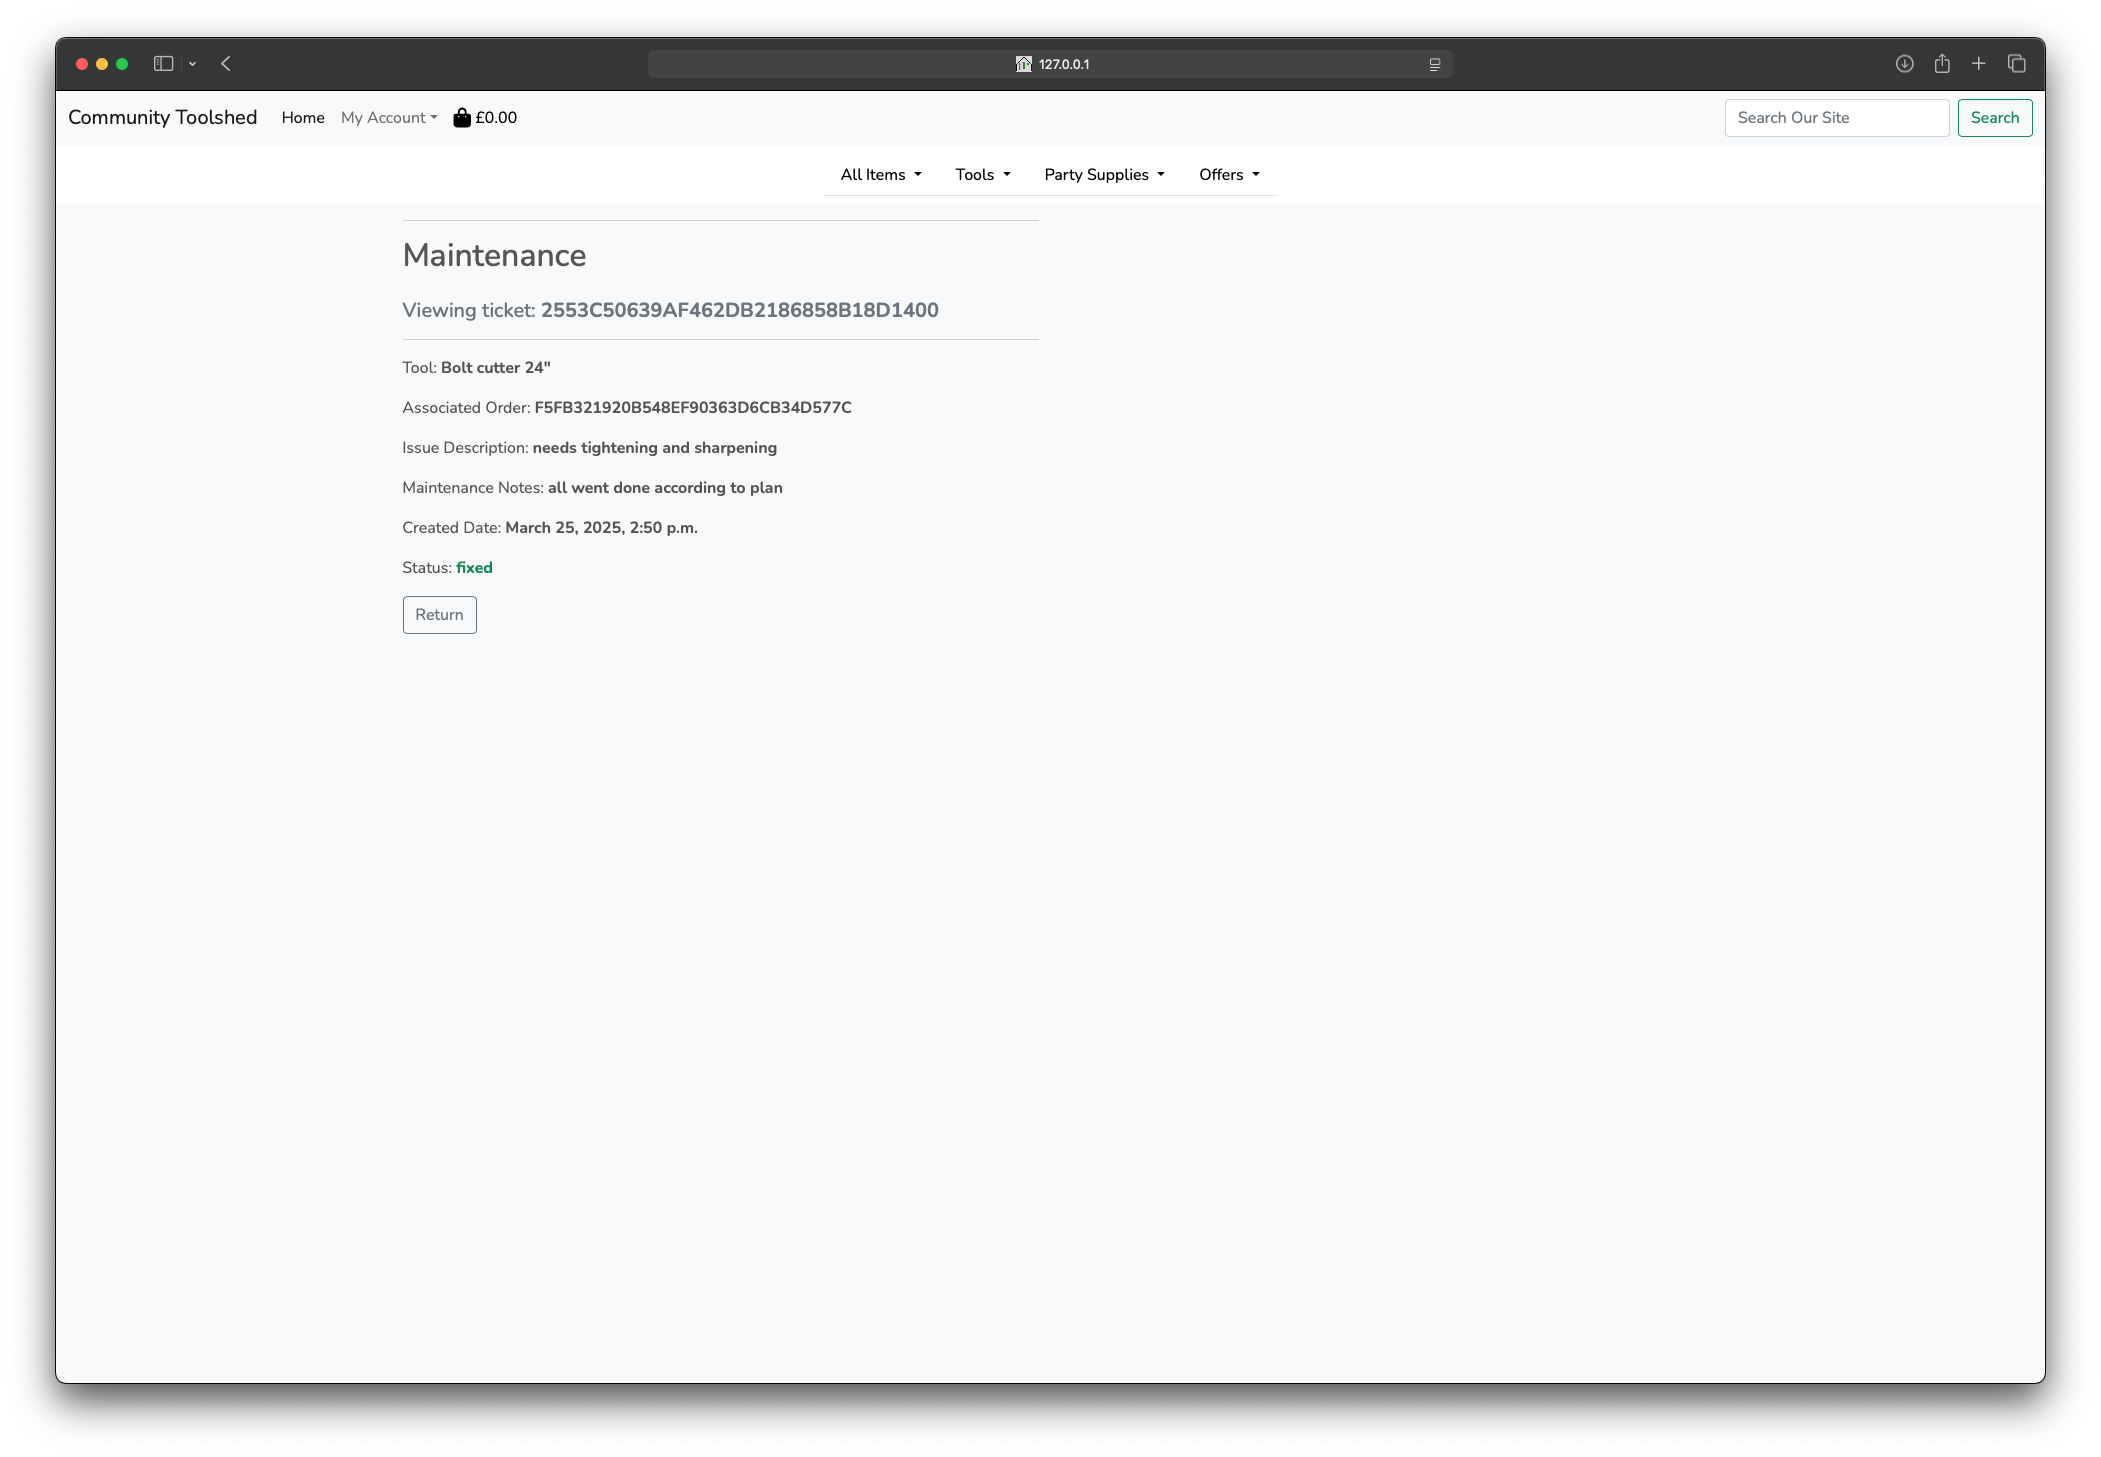 127.0.0.1
Community Toolshed Home My Account £0.00 Search Our Site Search
All Items Tools Party Supplies Offers
Maintenance
Viewing ticket: 2553C50639AF462DB2186858B18D1400
Tool: Bolt cutter 24"
Associated Order: F5FB321920B548EF90363D6CB34D577C
Issue Description: needs tightening and sharpening
Maintenance Notes: all went done according to plan
Created Date: March 25, 2025, 2:50 p.m.
Status: fixed
Return